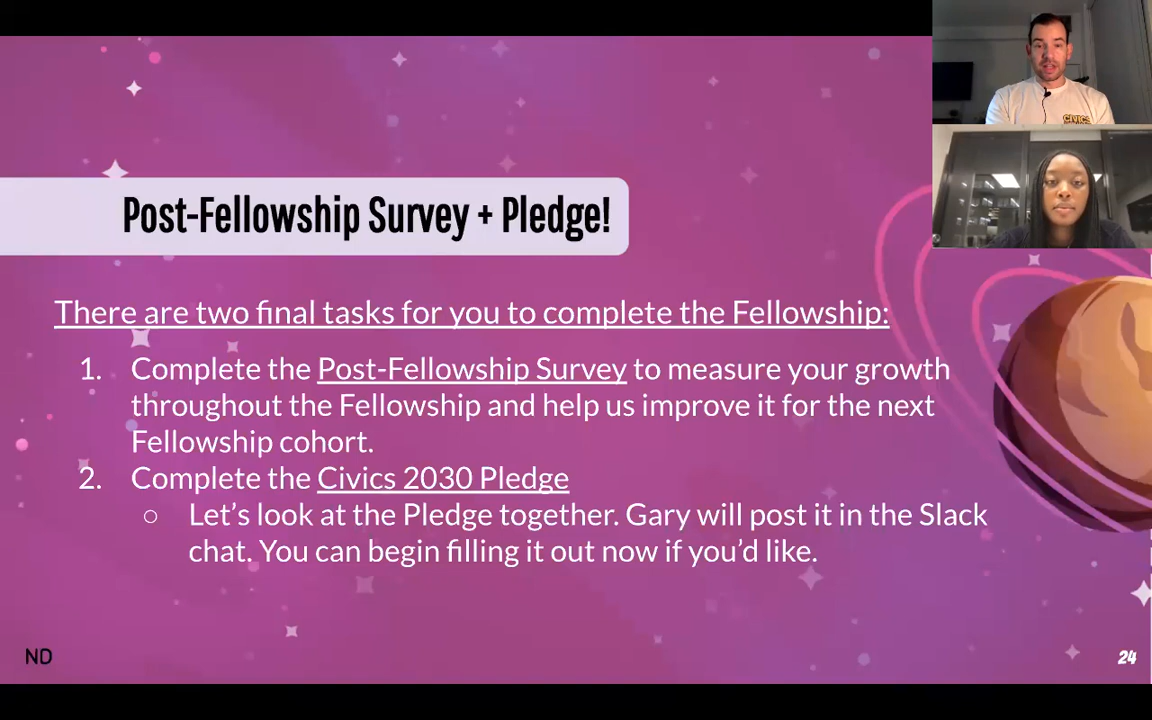 CIVICS
Post-Fellowship Survey + Pledge!
There are two final tasks for you to complete the Fellowship:
1. Complete the Post-Fellowship Survey to measure your growth
throughout the Fellowship and help us improve it for the next
Fellowship cohort.
2. Complete the Civics 2030 Pledge
○ Let’s look at the Pledge together. Gary will post it in the Slack
chat. You can begin filling it out now if you’d like.
ND
24